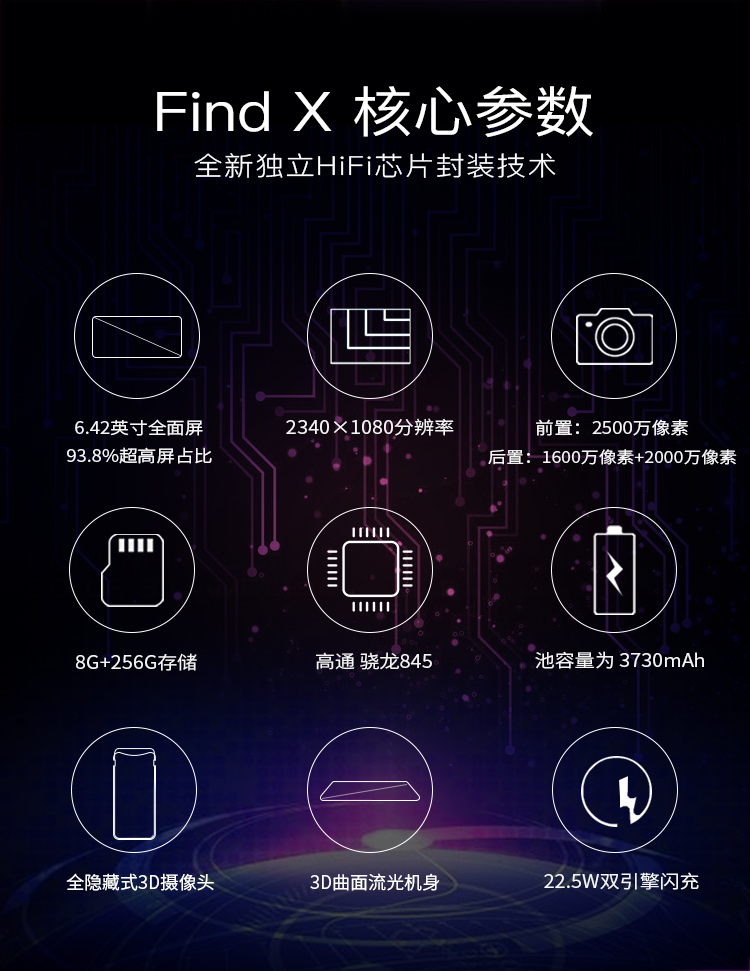 Find X 核心参数
全新独立HiFi芯片封装技术
6.42英寸全面屏
93.8%超高屏占比
2340×1080分辨率
前置：2500万像素
后置：1600万像素+2000万像素
8G+256G存储
高通 骁龙845
池容量为 3730mAh
全隐藏式3D摄像头
3D曲面流光机身
22.5W双引擎闪充